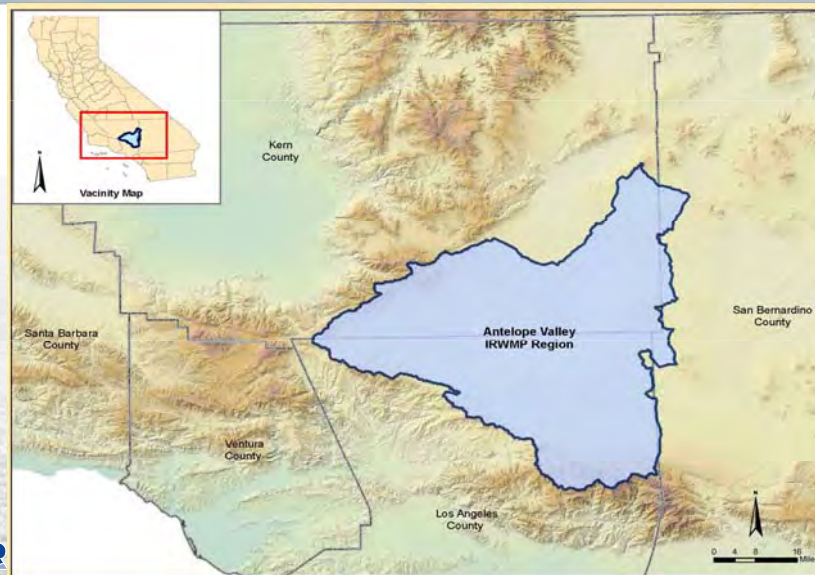 N
Vacinity Map
Kern
County
Antelope Valley
IRWMP Region
San Bernardino
County
Santa Barbara
County
Ventura
County
Los Angeles
County
N
0 4 8 16
Miles